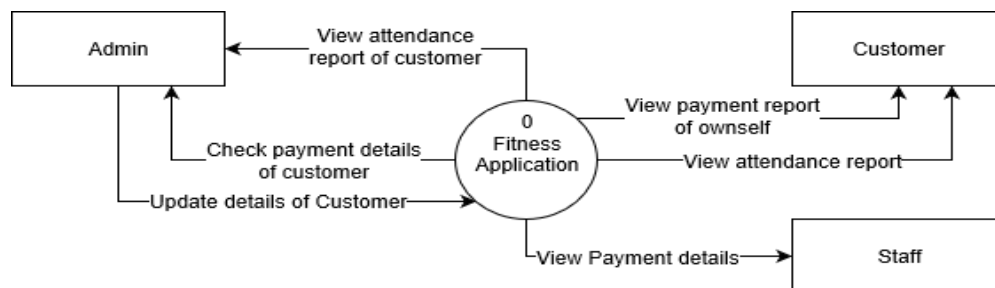 Admin
View attendance
report of customer
Customer
0
Fitness
Application
View payment report
of ownself
Check payment details
of customer
View attendance report
Update details of Customer
View Payment details
Staff